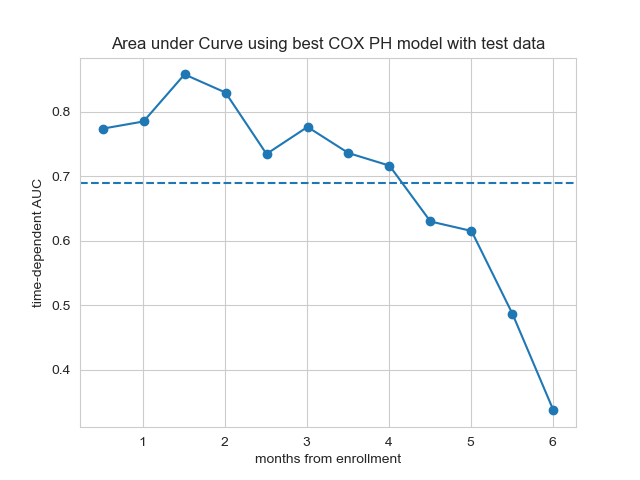 Area under Curve using best COX PH model with test data
time-dependent AUC
0.8
0.7
0.6
0.5
0.4
1 2 3 4 5 6
months from enrollment